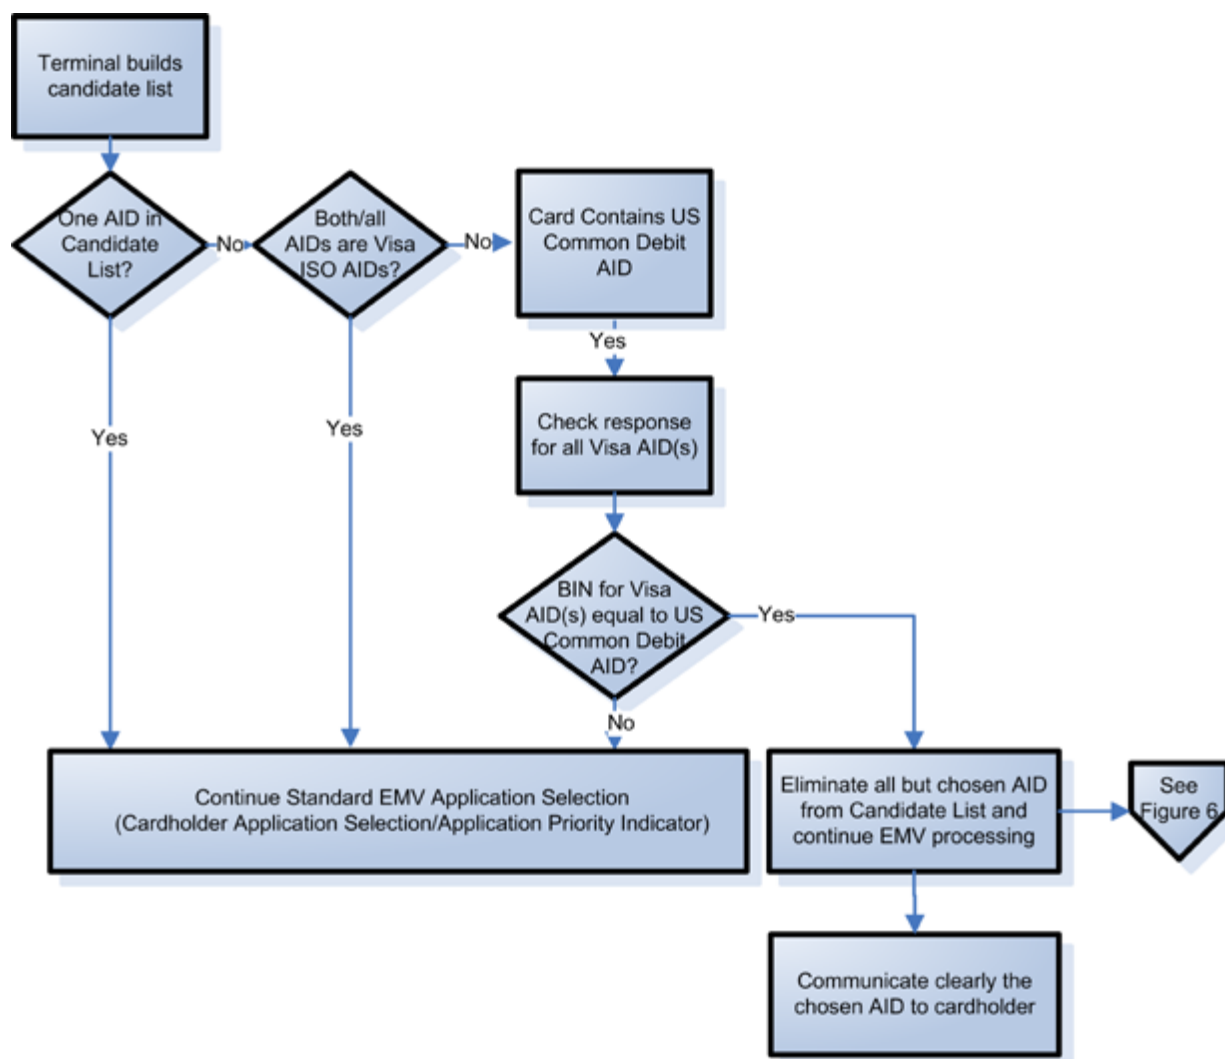 Terminal builds
candidate list
One AID in
Candidate
List?
No
Both/all
AIDs are Visa
ISO AIDs?
No
Card Contains US
Common Debit
AID
Yes
Check response
for all Visa AID(s)
Yes
Yes
BIN for Visa
AID(s) equal to US
Common Debit
AID?
Yes
No
Continue Standard EMV Application Selection
(Cardholder Application Selection/Application Priority Indicator)
Eliminate all but chosen AID
from Candidate List and
continue EMV processing
See
Figure 6
Communicate clearly the
chosen AID to cardholder